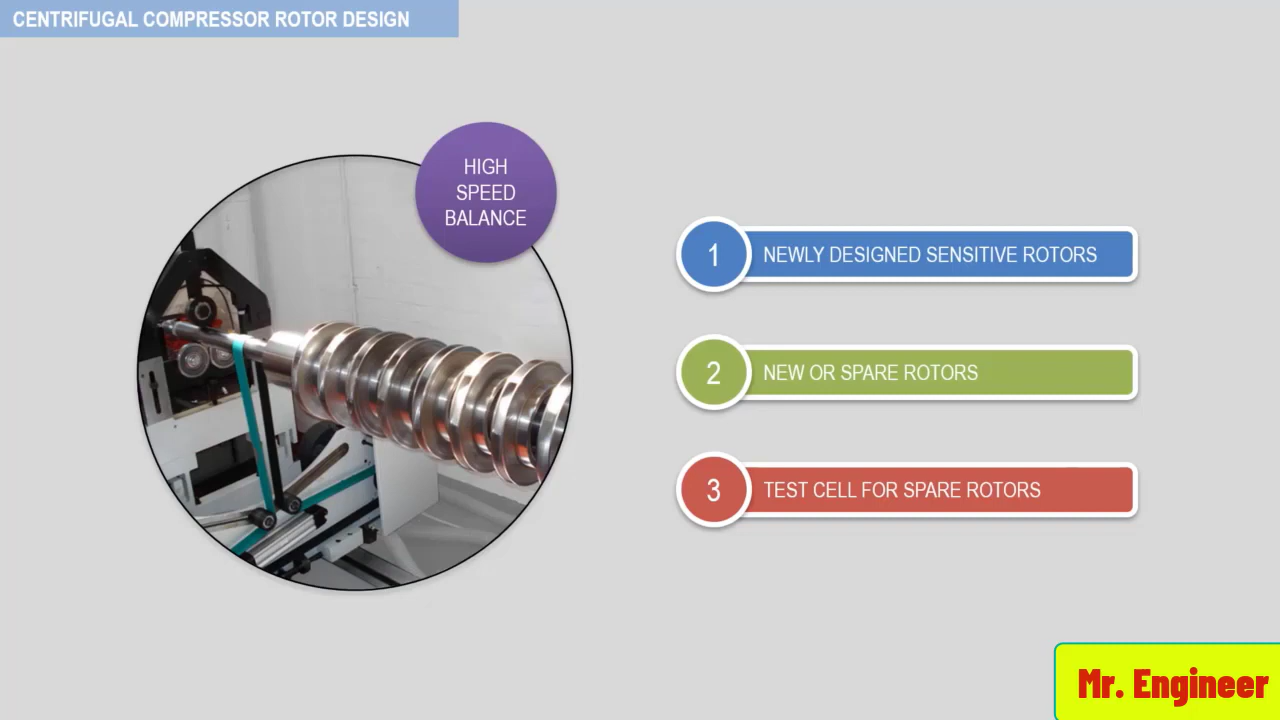 CENTRIFUGAL COMPRESSOR ROTOR DESIGN
HIGH
SPEED
BALANCE
1 NEWLY DESIGNED SENSITIVE ROTORS
2 NEW OR SPARE ROTORS
3 TEST CELL FOR SPARE ROTORS
Mr. Engineer